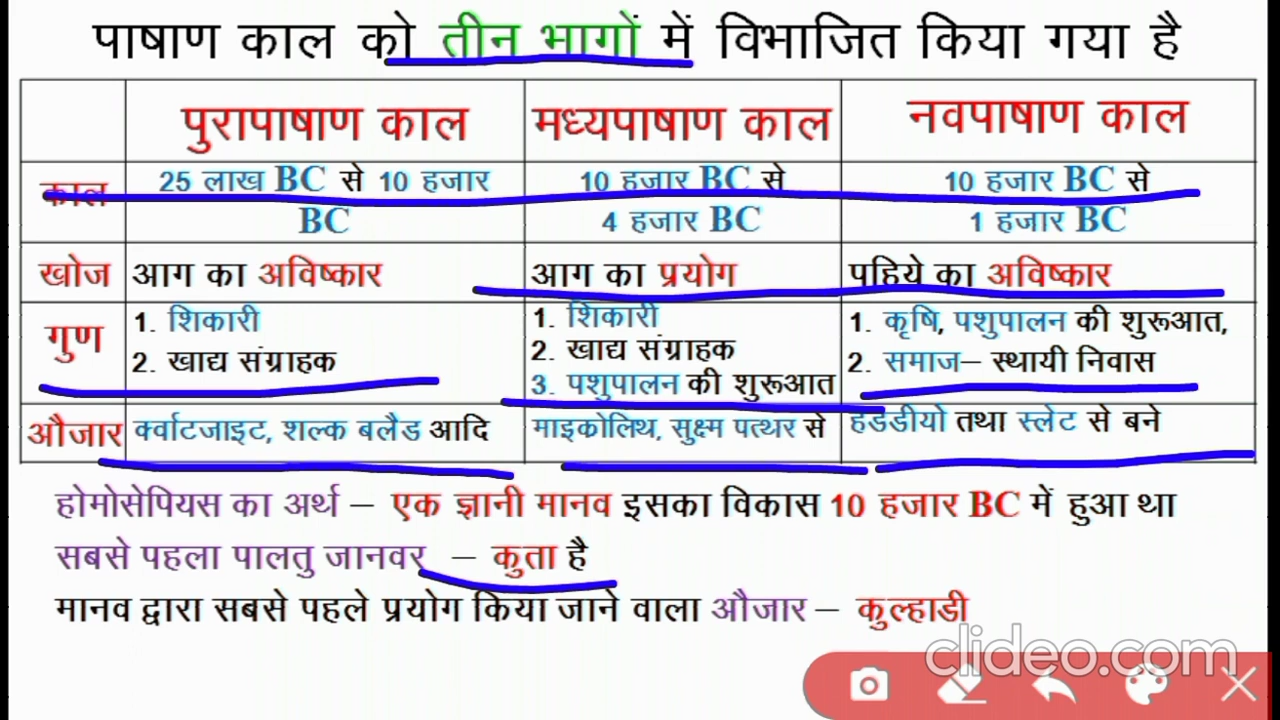 पाषाण काल को तीन भागों में विभाजित किया गया है
पुरापाषाण काल मध्यपाषाण काल नवपाषाण काल
काल 25 लाख BC से 10 हजार BC 10 हजार BC से 4 हजार BC 10 हजार BC से 1 हजार BC
खोज आग का अविष्कार आग का प्रयोग पहिये का अविष्कार
गुण
1. शिकारी
2. खाद्य संग्राहक
1. शिकारी
2. खाद्य संग्राहक
3. पशुपालन की शुरूआत
1. कृषि, पशुपालन की शुरूआत,
2. समाज– स्थायी निवास
औजार क्वाटजाइट, शल्क बलैड आदि माइकोलिथ, सुक्ष्म पत्थर से हडडीयो तथा स्लेट से बने
होमोसेपियस का अर्थ – एक ज्ञानी मानव इसका विकास 10 हजार BC में हुआ था
सबसे पहला पालतु जानवर – कुता है
मानव द्वारा सबसे पहले प्रयोग किया जाने वाला औजार – कुल्हाडी
clideo.com